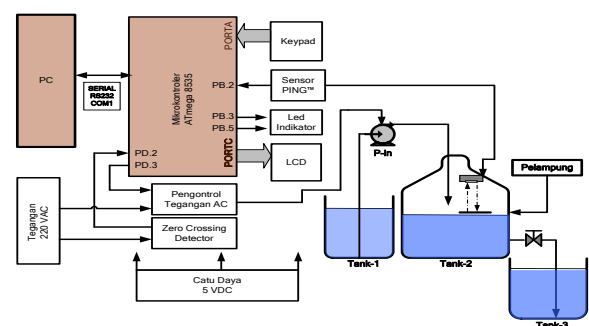 PC
SERIAL
RS232
COM1
Mikrokontroler
ATmega 8535
PORTA
PB.2
PB.3
PB.5
PORTC
PD.2
PD.3
Keypad
Sensor
PING™
Led
Indikator
LCD
Tegangan
220 VAC
Pengontrol
Tegangan AC
Zero Crossing
Detector
Catu Daya
5 VDC
P-In
Pelampung
Tank-1
Tank-2
Tank-3